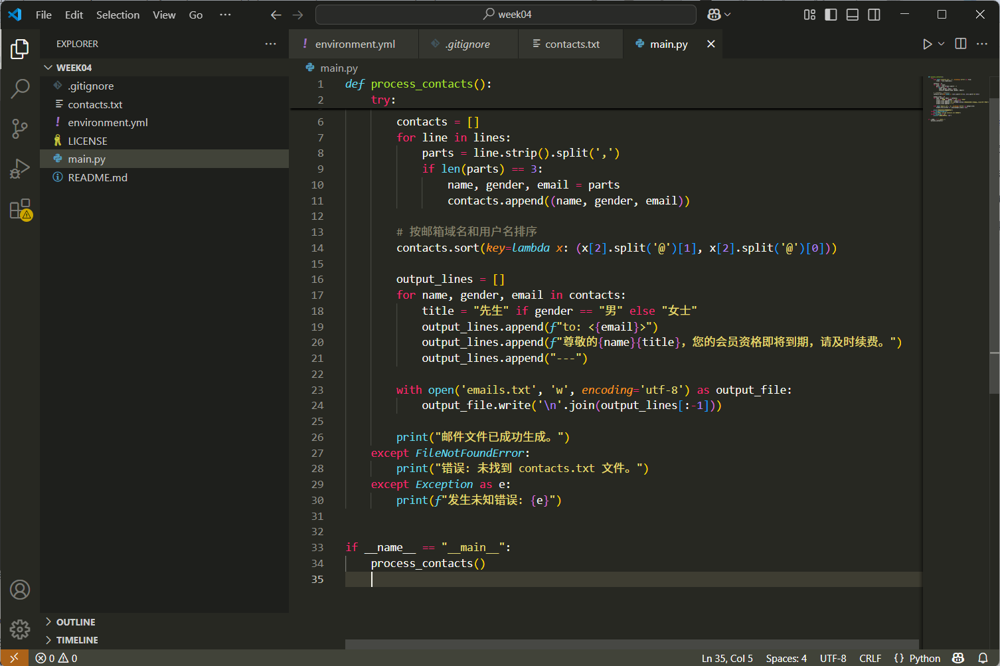 File Edit Selection View Go ··· week04
EXPLORER ···
WEEK04
.gitignore
contacts.txt
environment.yml
LICENSE
main.py
README.md
OUTLINE
TIMELINE
! environment.yml .gitignore contacts.txt main.py
main.py
1 def process_contacts():
2 try:
6 contacts = []
7 for line in lines:
8 parts = line.strip().split(',')
9 if len(parts) == 3:
10 name, gender, email = parts
11 contacts.append((name, gender, email))
12
13 # 按邮箱域名和用户名排序
14 contacts.sort(key=lambda x: (x[2].split('@')[1], x[2].split('@')[0]))
15
16 output_lines = []
17 for name, gender, email in contacts:
18 title = "先生" if gender == "男" else "女士"
19 output_lines.append(f"to: <{email}>")
20 output_lines.append(f"尊敬的{name}{title}，您的会员资格即将到期，请及时续费。")
21 output_lines.append("---")
22
23 with open('emails.txt', 'w', encoding='utf-8') as output_file:
24 output_file.write('\n'.join(output_lines[:-1]))
25
26 print("邮件文件已成功生成。")
27 except FileNotFoundError:
28 print("错误：未找到 contacts.txt 文件。")
29 except Exception as e:
30 print(f"发生未知错误：{e}")
31
32
33 if __name__ == "__main__":
34 process_contacts()
35
0 0 Ln 35, Col 5 Spaces: 4 UTF-8 CRLF {} Python